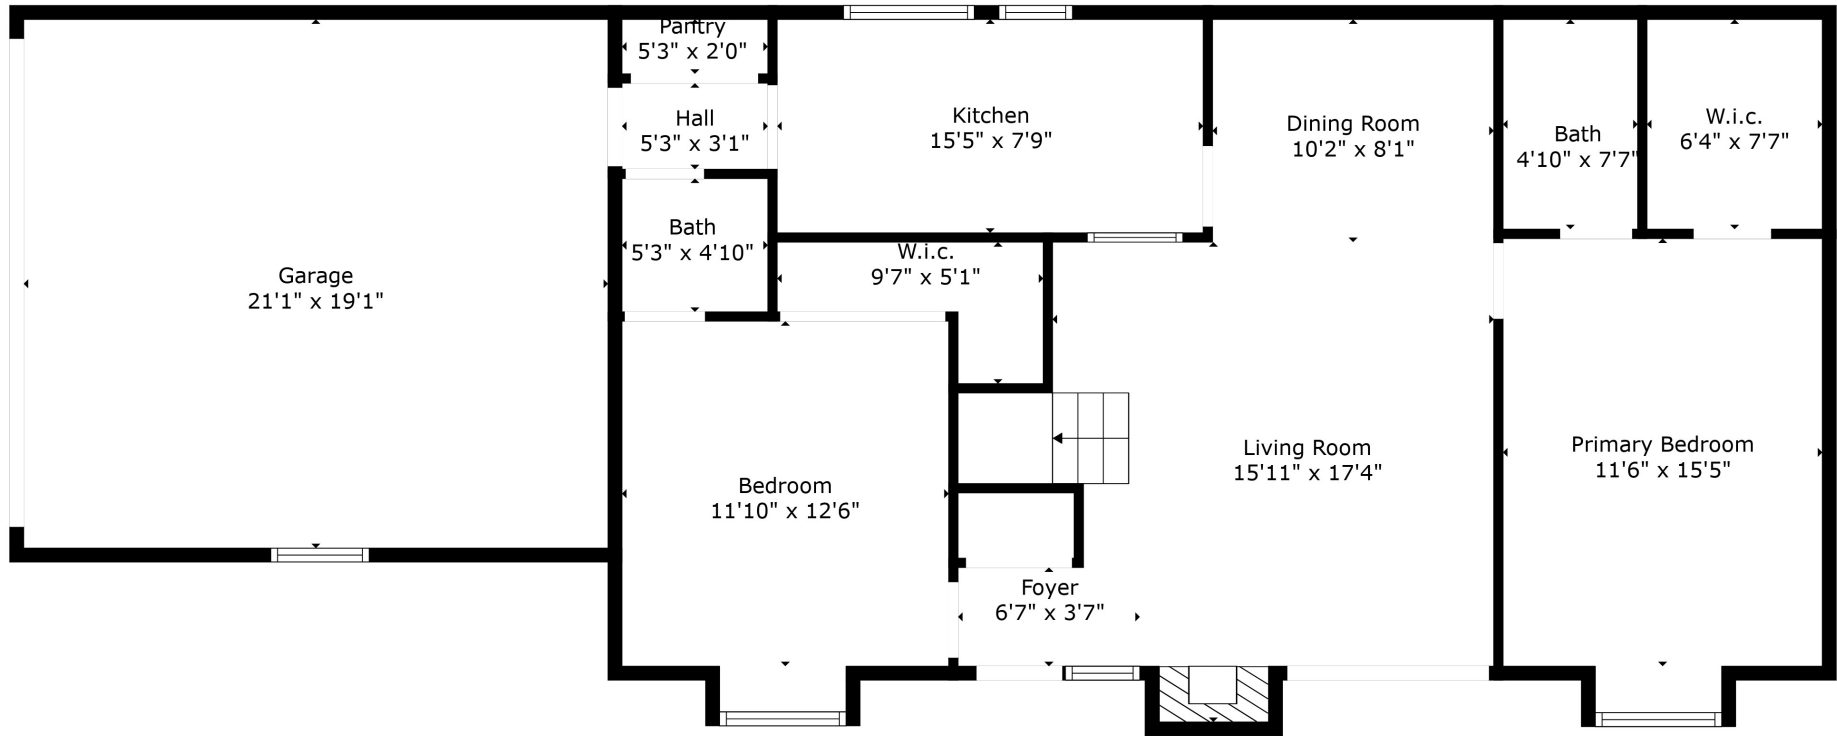 Pantry
5'3" x 2'0"
Hall
5'3" x 3'1"
Kitchen
15'5" x 7'9"
Dining Room
10'2" x 8'1"
Bath
4'10" x 7'7"
W.i.c.
6'4" x 7'7"
Bath
5'3" x 4'10"
W.i.c.
9'7" x 5'1"
Garage
21'1" x 19'1"
Bedroom
11'10" x 12'6"
Living Room
15'11" x 17'4"
Primary Bedroom
11'6" x 15'5"
Foyer
6'7" x 3'7"